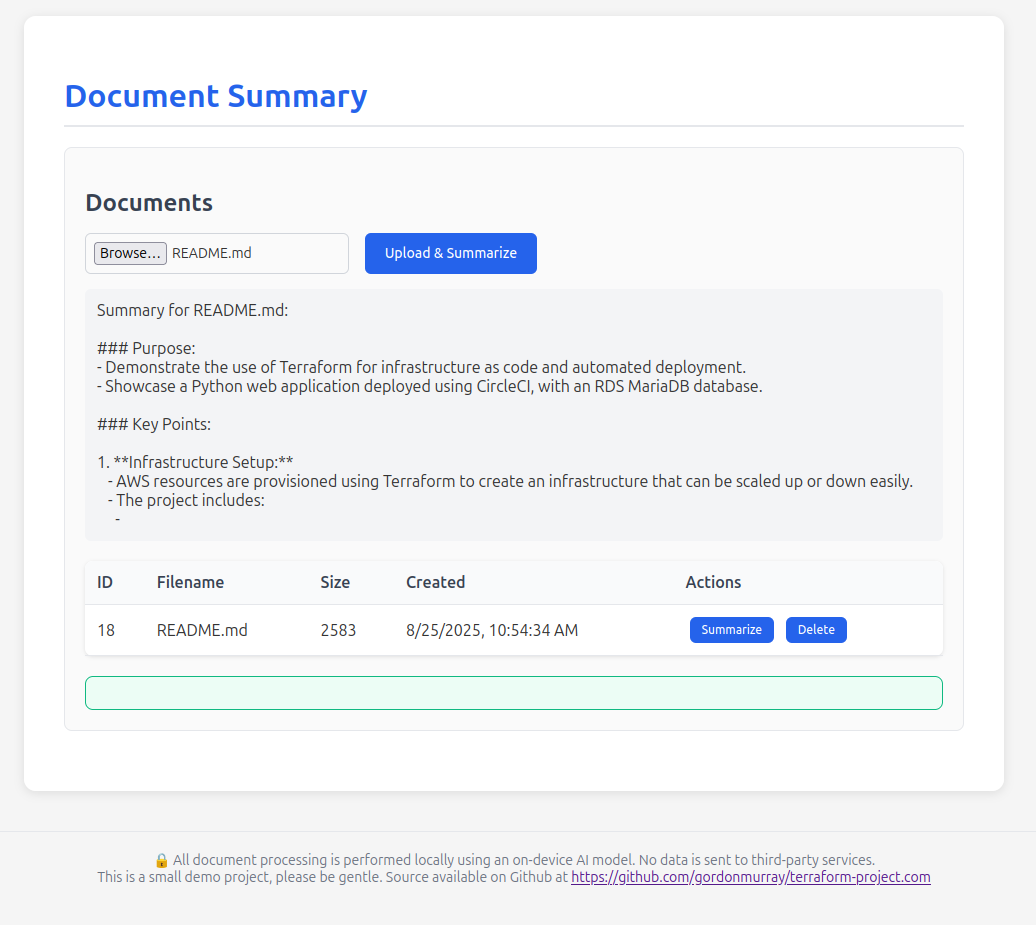 Document Summary
Documents
Browse... README.md Upload & Summarize
Summary for README.md:
### Purpose:
- Demonstrate the use of Terraform for infrastructure as code and automated deployment.
- Showcase a Python web application deployed using CircleCI, with an RDS MariaDB database.
### Key Points:
1. **Infrastructure Setup:**
- AWS resources are provisioned using Terraform to create an infrastructure that can be scaled up or down easily.
- The project includes:
-
ID Filename Size Created Actions
18 README.md 2583 8/25/2025, 10:54:34 AM Summarize Delete
🔒 All document processing is performed locally using an on-device AI model. No data is sent to third-party services.
This is a small demo project, please be gentle. Source available on Github at https://github.com/gordonmurray/terraform-project.com